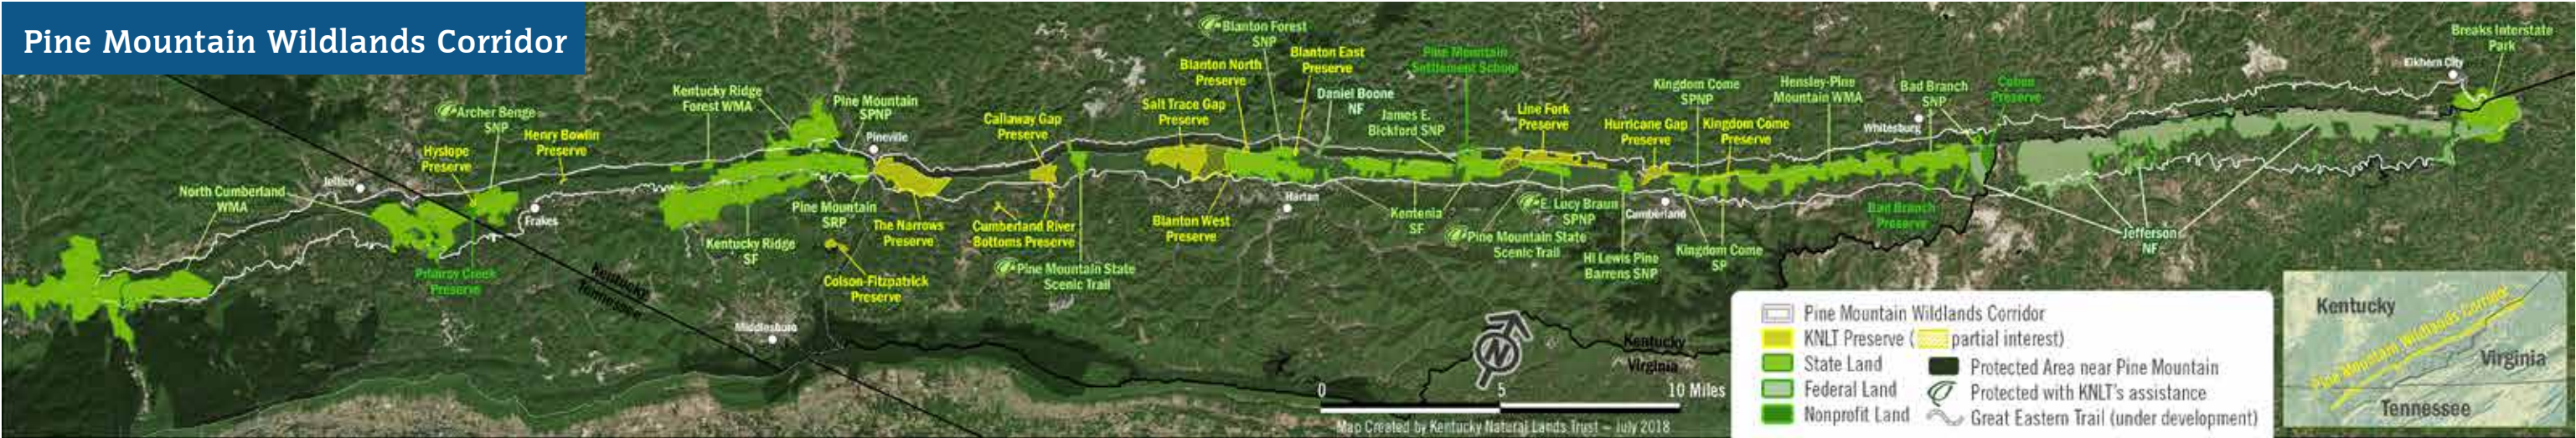 Pine Mountain Wildlands Corridor
Blanton Forest
SNP
Blanton East
Preserve
Blanton North
Preserve
Pine Mountain
Settlement School
Breaks Interstate
Park
Elkhorn City
Kentucky Ridge
Forest WMA
Pine Mountain
SPNP
Archer Benge
SNP
Henry Bowlin
Preserve
Hyslope
Preserve
Pineville
Callaway Gap
Preserve
Salt Trace Gap
Preserve
Daniel Boone
NF
James E.
Bickford SNP
Line Fork
Preserve
Kingdom Come
SPNP
Hurricane Gap
Preserve
Kingdom Come
Preserve
Hensley-Pine
Mountain WMA
Bad Branch
SNP
Whitesburg
Preserve
North Cumberland
WMA
Jellico
Frakes
Primroy Creek
Preserve
Kentucky
Tennessee
Kentucky Ridge
SF
Pine Mountain
SRP
The Narrows
Preserve
Colson-Fitzpatrick
Preserve
Cumberland River
Bottoms Preserve
Pine Mountain State
Scenic Trail
Blanton West
Preserve
Harlan
Kentenia
SF
E. Lucy Braun
SPNP
Pine Mountain State
Scenic Trail
Cumberland
Hi Lewis Pine
Barrens SNP
Kingdom Come
SP
Bad Branch
Preserve
Jefferson
NF
Middlesboro
Kentucky
Virginia
N
0 5 10 Miles
Map Created by Kentucky Natural Lands Trust – July 2018
Pine Mountain Wildlands Corridor
KNLT Preserve ( partial interest)
State Land
Federal Land
Nonprofit Land
Protected Area near Pine Mountain
Protected with KNLT's assistance
Great Eastern Trail (under development)
Kentucky
Pine Mountain Wildlands Corridor
Virginia
Tennessee